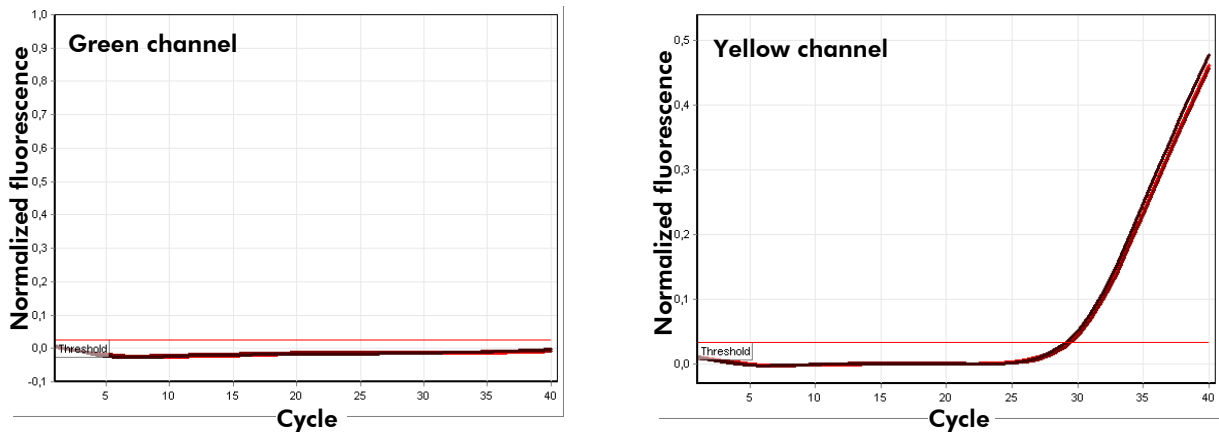 Green channel
Normalized fluorescence
1,0
0,9
0,8
0,7
0,6
0,5
0,4
0,3
0,2
0,1
0,0
-0,1
Threshold
5 10 15 20 25 30 35 40
Cycle
Yellow channel
Normalized fluorescence
0,5
0,4
0,3
0,2
0,1
0,0
Threshold
5 10 15 20 25 30 35 40
Cycle